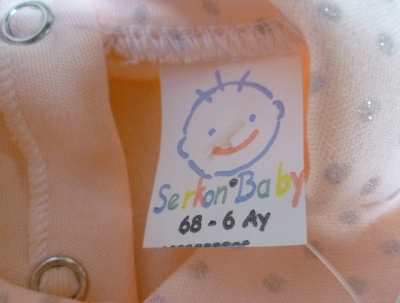 Serkon Baby
68 - 6 Ay